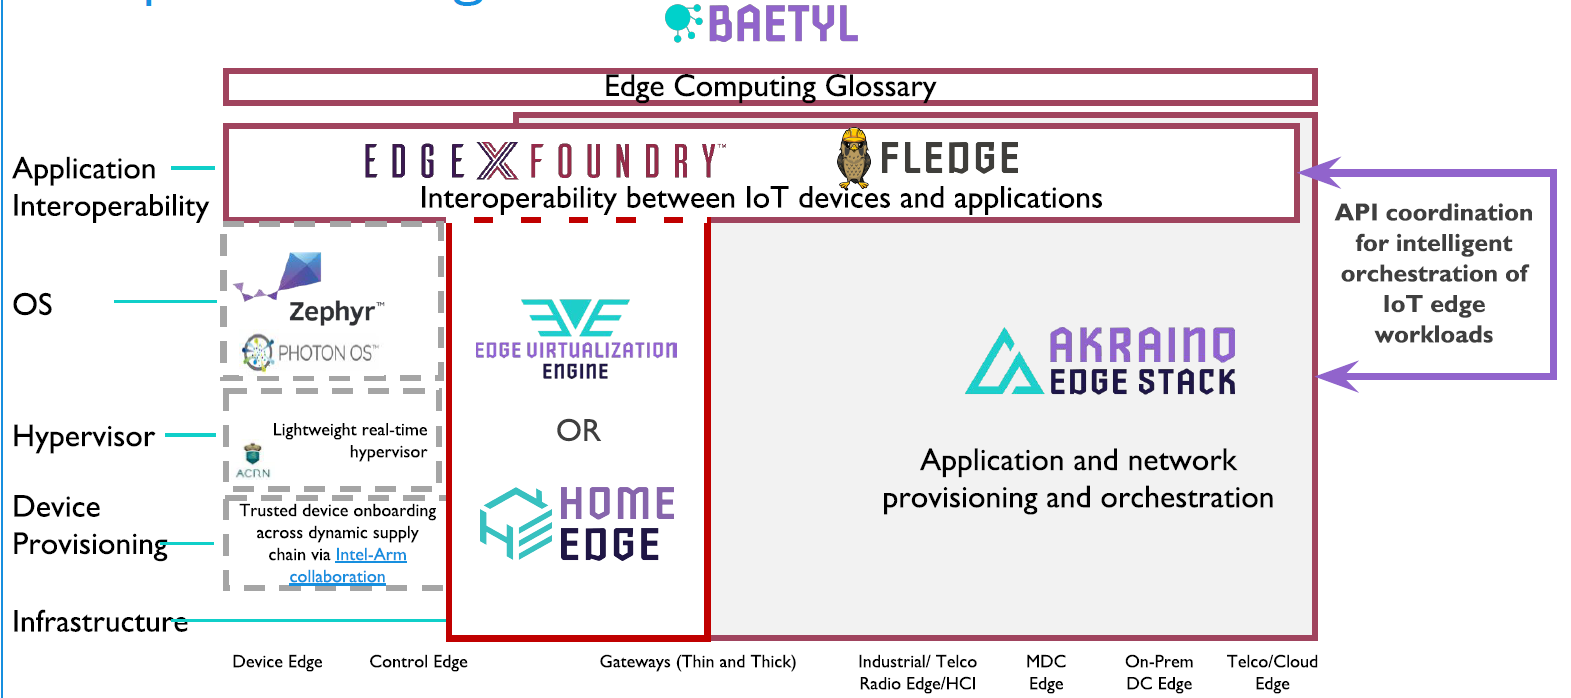 BAETYL
Edge Computing Glossary
EDGE X FOUNDRY™
FLEDGE
Interoperability between IoT devices and applications
Application
Interoperability
OS
Hypervisor
Device
Provisioning
Infrastructure
Zephyr™
PHOTON OS™
Lightweight real-time
hypervisor
ACRN
Trusted device onboarding
across dynamic supply
chain via Intel-Arm
collaboration
EDGE VIRTUALIZATION
ENGINE
OR
HOME
EDGE
AKRAINO
EDGE STACK
Application and network
provisioning and orchestration
API coordination
for intelligent
orchestration of
IoT edge
workloads
Device Edge
Control Edge
Gateways (Thin and Thick)
Industrial/ Telco
Radio Edge/HCI
MDC
Edge
On-Prem
DC Edge
Telco/Cloud
Edge